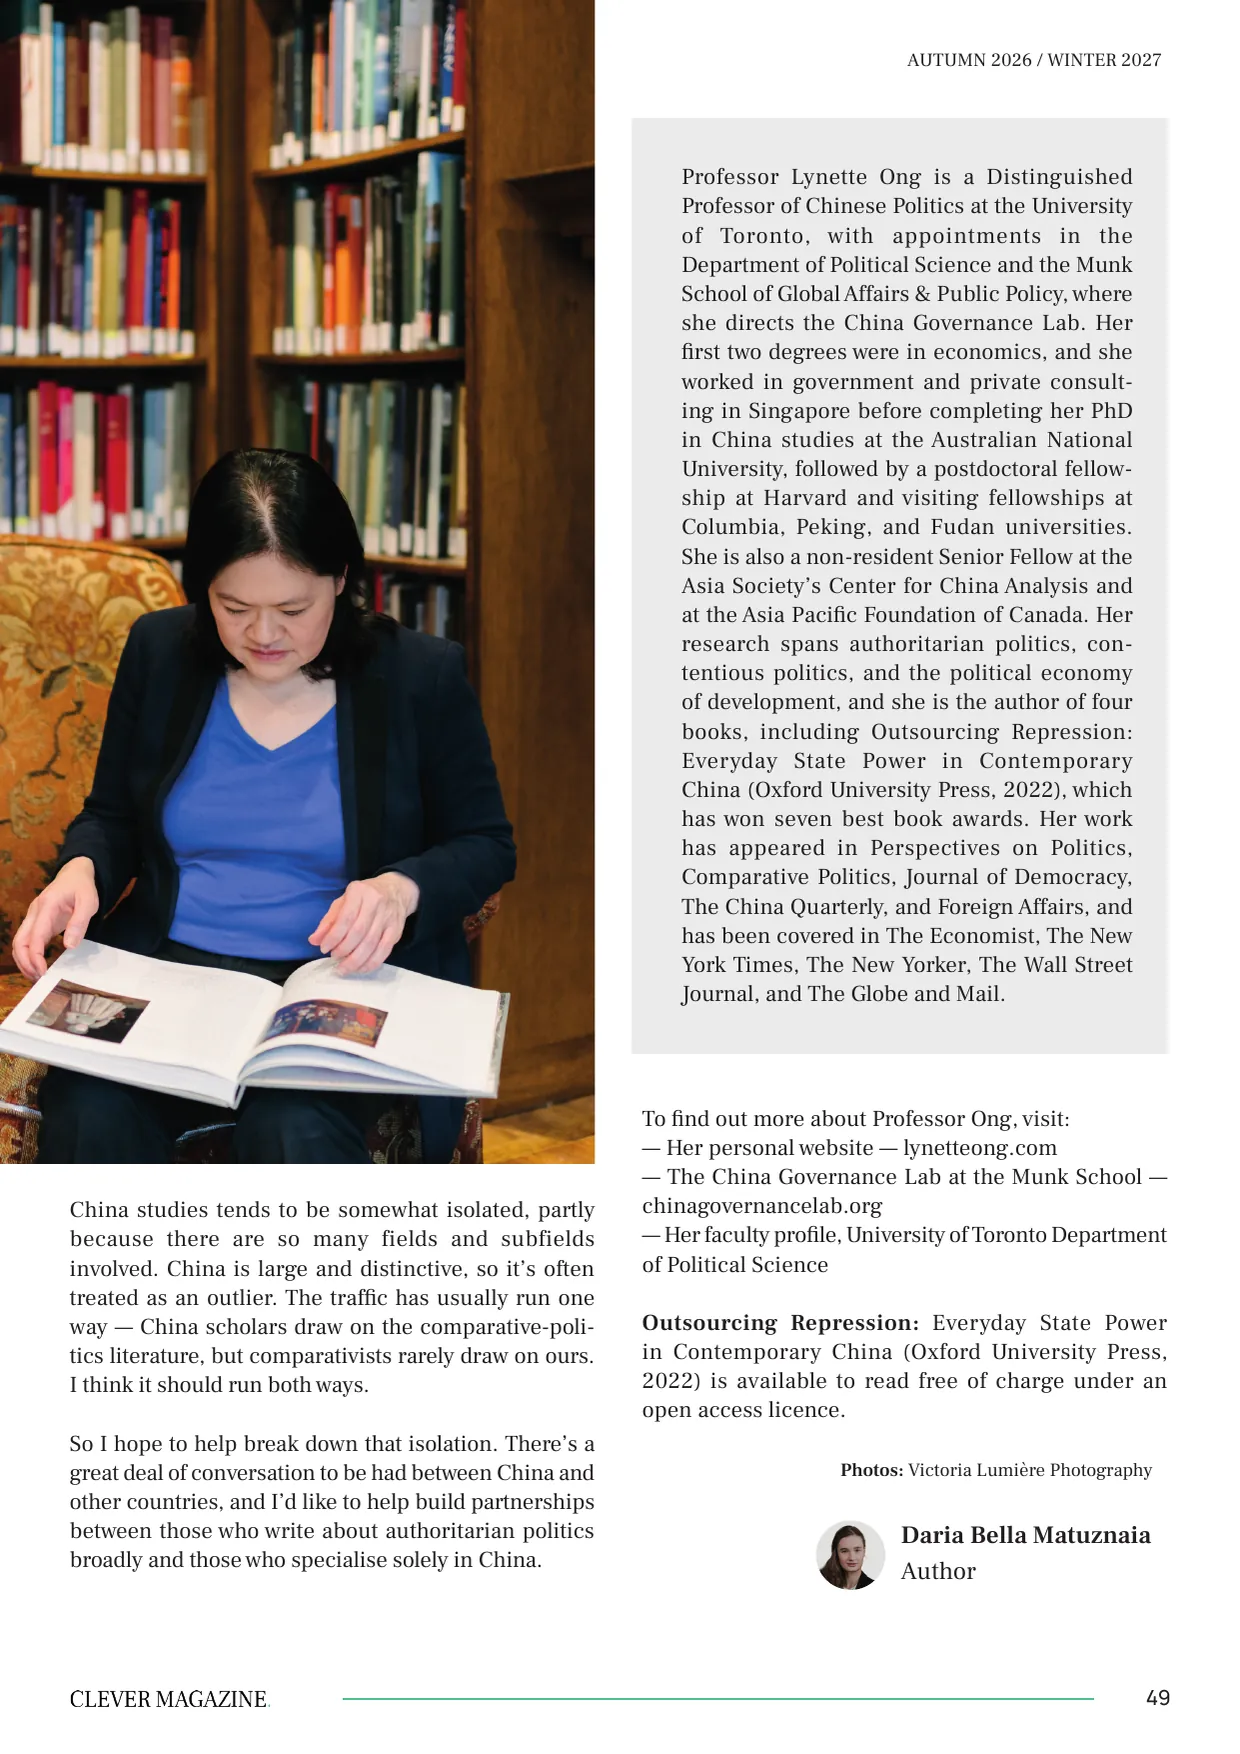 AUTUMN 2026 / WINTER 2027
Professor Lynette Ong is a Distinguished
Professor of Chinese Politics at the University
of Toronto, with appointments in the
Department of Political Science and the Munk
School of Global Affairs & Public Policy, where
she directs the China Governance Lab. Her
first two degrees were in economics, and she
worked in government and private consult-
ing in Singapore before completing her PhD
in China studies at the Australian National
University, followed by a postdoctoral fellow-
ship at Harvard and visiting fellowships at
Columbia, Peking, and Fudan universities.
She is also a non-resident Senior Fellow at the
Asia Society’s Center for China Analysis and
at the Asia Pacific Foundation of Canada. Her
research spans authoritarian politics, con-
tentious politics, and the political economy
of development, and she is the author of four
books, including Outsourcing Repression:
Everyday State Power in Contemporary
China (Oxford University Press, 2022), which
has won seven best book awards. Her work
has appeared in Perspectives on Politics,
Comparative Politics, Journal of Democracy,
The China Quarterly, and Foreign Affairs, and
has been covered in The Economist, The New
York Times, The New Yorker, The Wall Street
Journal, and The Globe and Mail.
China studies tends to be somewhat isolated, partly
because there are so many fields and subfields
involved. China is large and distinctive, so it’s often
treated as an outlier. The traffic has usually run one
way — China scholars draw on the comparative-poli-
tics literature, but comparativists rarely draw on ours.
I think it should run both ways.
So I hope to help break down that isolation. There’s a
great deal of conversation to be had between China and
other countries, and I’d like to help build partnerships
between those who write about authoritarian politics
broadly and those who specialise solely in China.
To find out more about Professor Ong, visit:
— Her personal website — lynetteong.com
— The China Governance Lab at the Munk School —
chinagovernancelab.org
— Her faculty profile, University of Toronto Department
of Political Science
Outsourcing Repression: Everyday State Power
in Contemporary China (Oxford University Press,
2022) is available to read free of charge under an
open access licence.
Photos: Victoria Lumière Photography
Daria Bella Matuznaia
Author
CLEVER MAGAZINE.
49